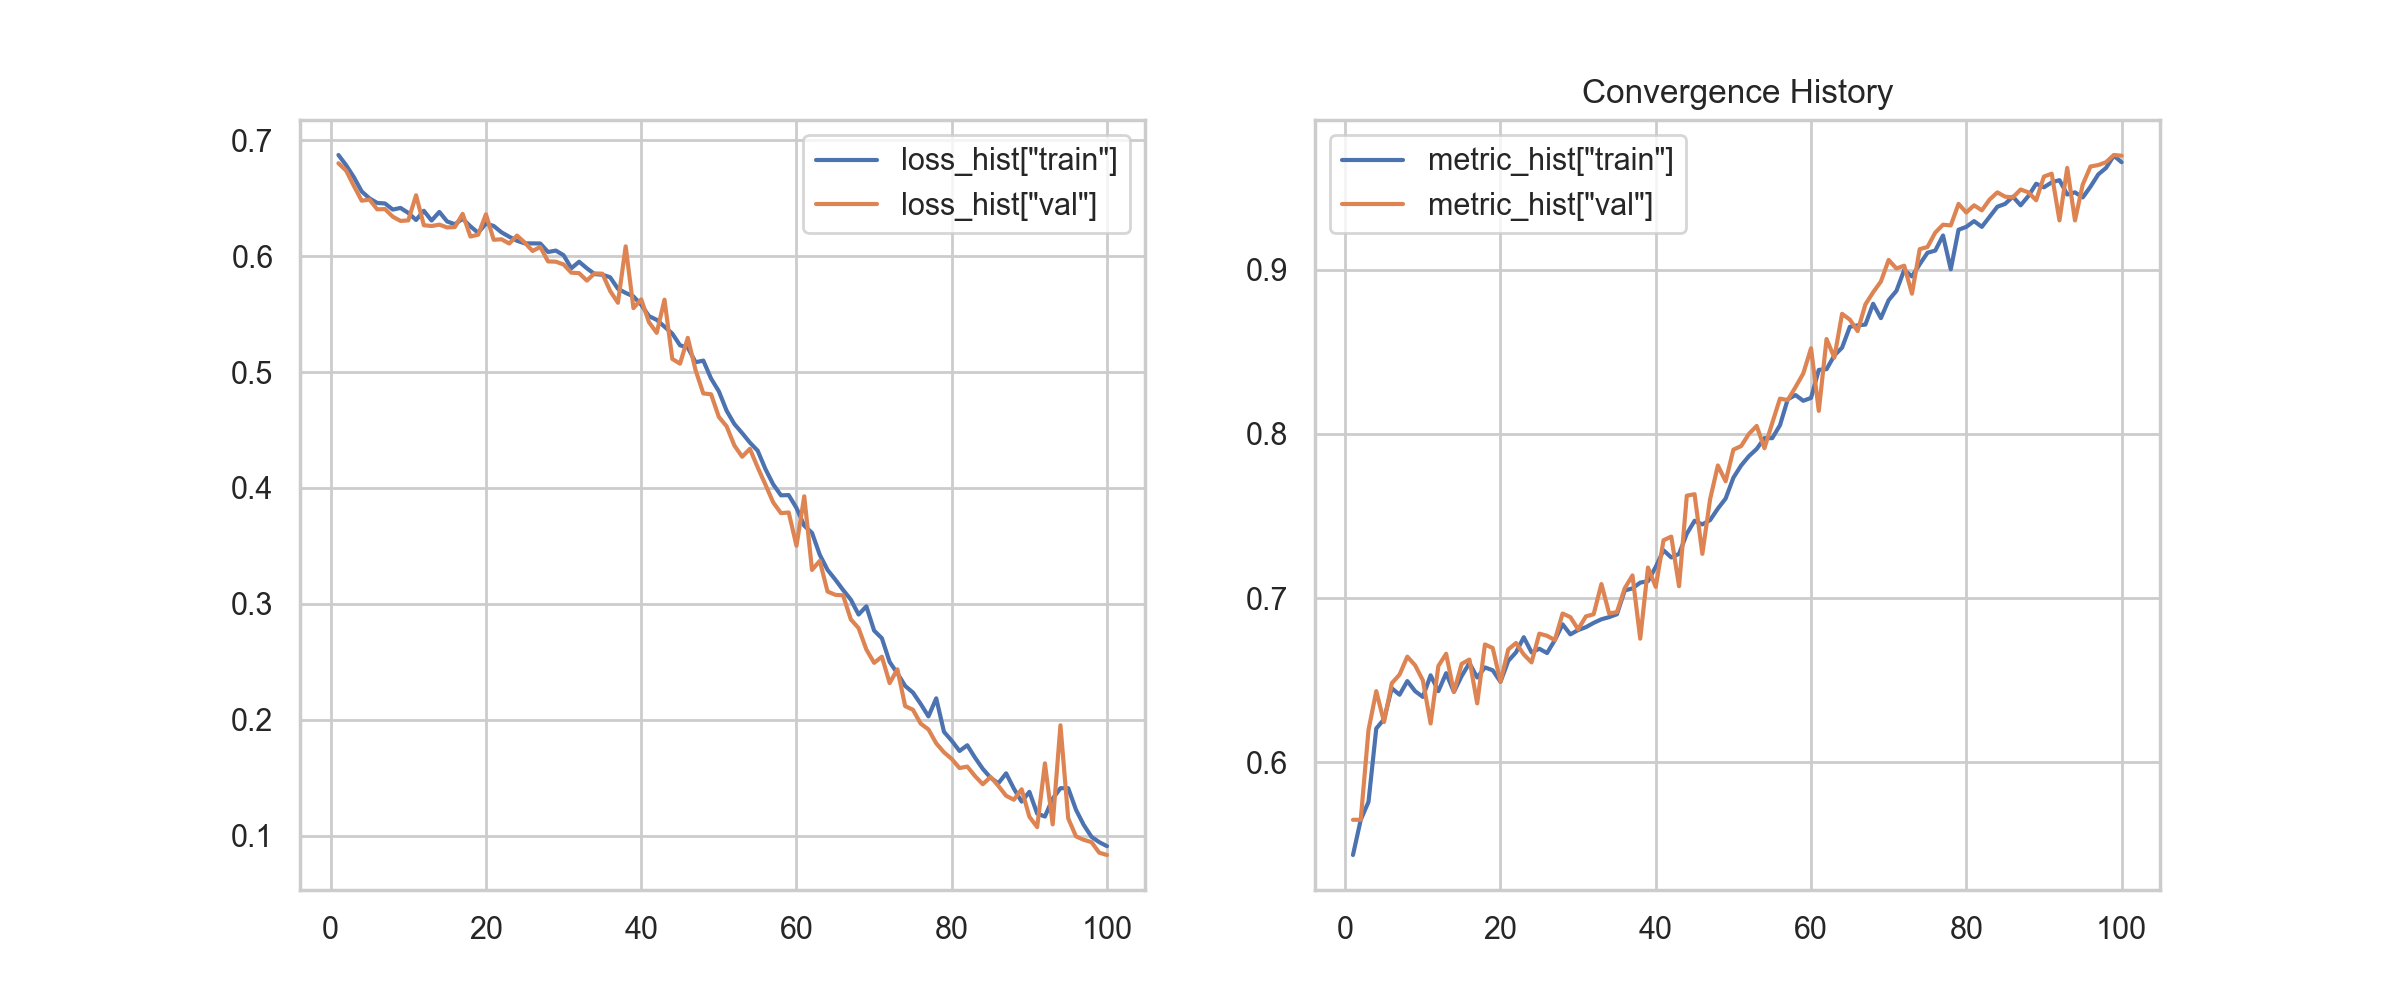 Convergence History
0.7
0.6
0.5
0.4
0.3
0.2
0.1
loss_hist["train"]
loss_hist["val"]
0 20 40 60 80 100
0.9
0.8
0.7
0.6
metric_hist["train"]
metric_hist["val"]
0 20 40 60 80 100